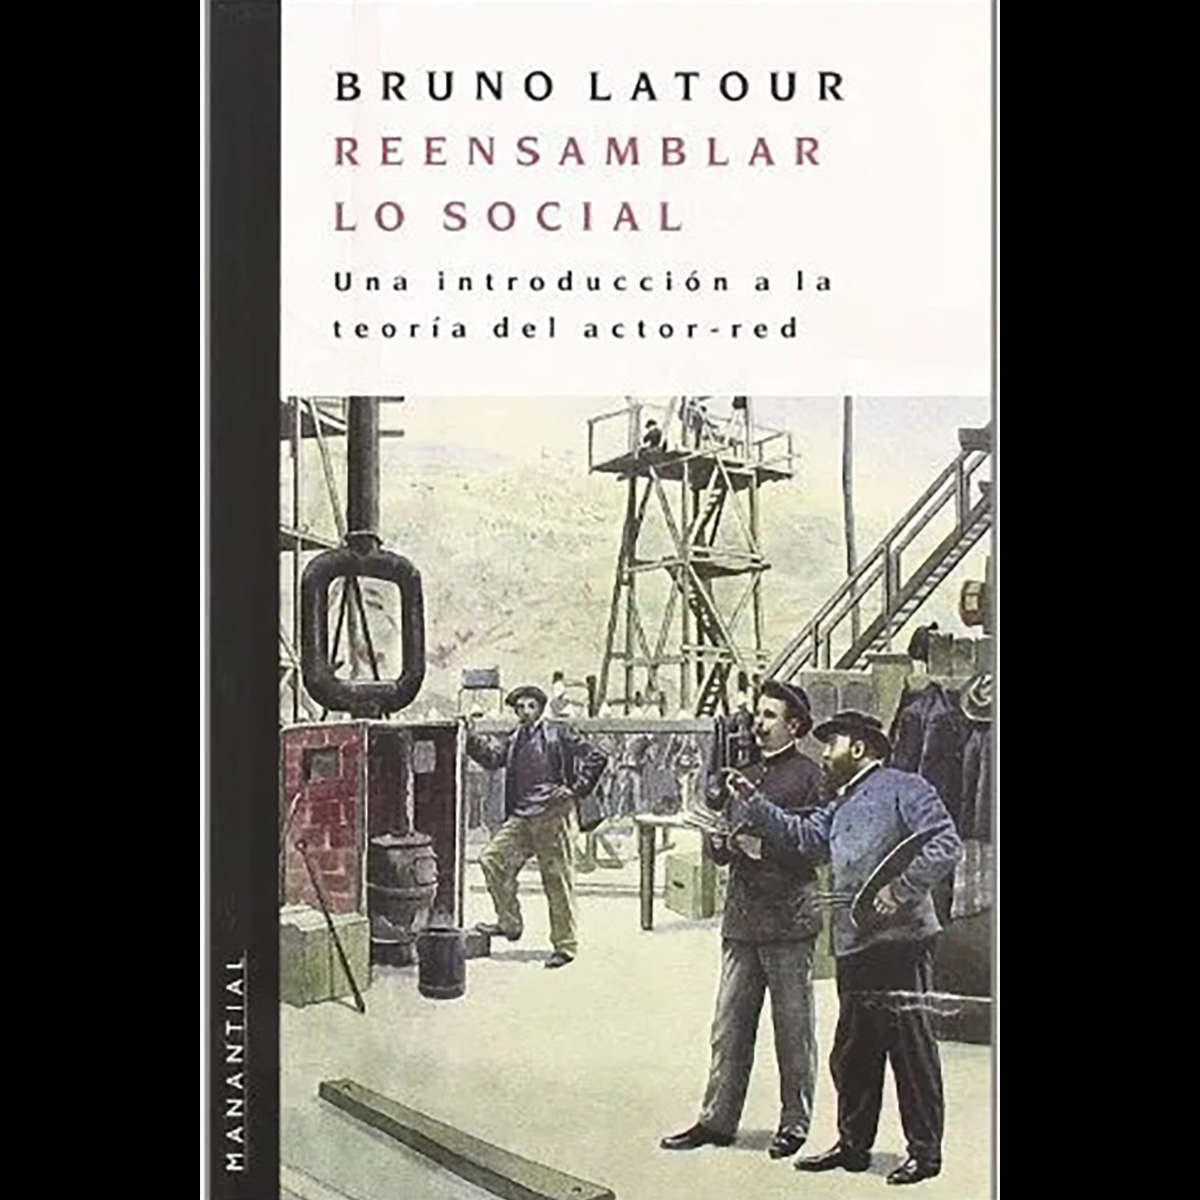 BRUNO LATOUR
REENSAMBLAR
LO SOCIAL
Una introducción a la
teoría del actor-red
MANANTIAL